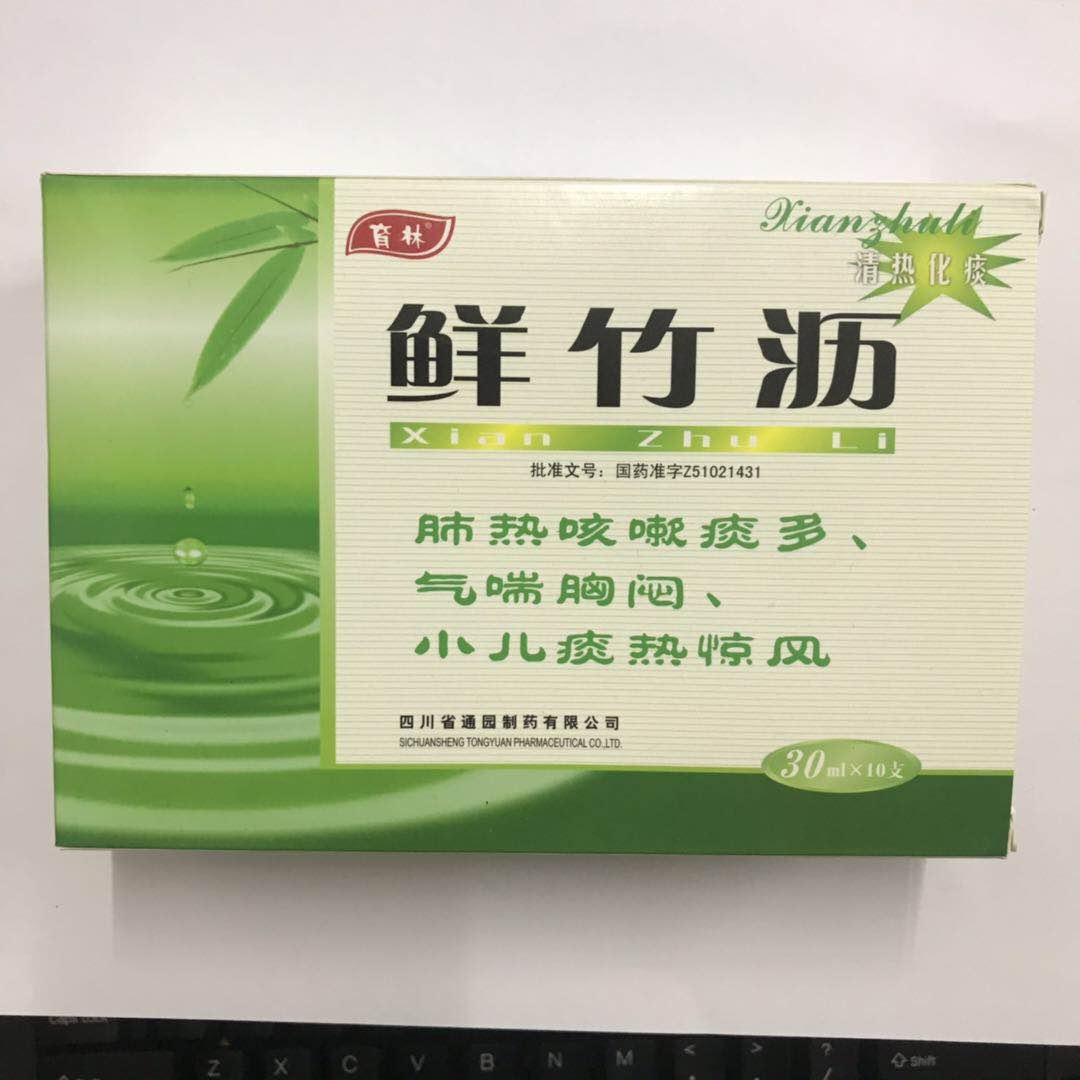 育林®
Xianzhuli
清热化痰
鲜竹沥
Xian Zhu Li
批准文号：国药准字Z51021431
肺热咳嗽痰多、
气喘胸闷、
小儿痰热惊风
四川省通园制药有限公司
SICHUANSHENG TONGYUAN PHARMACEUTICAL CO.,LTD.
30ml×10支
Caps Lock
Z X C V B N M < > ? Shift